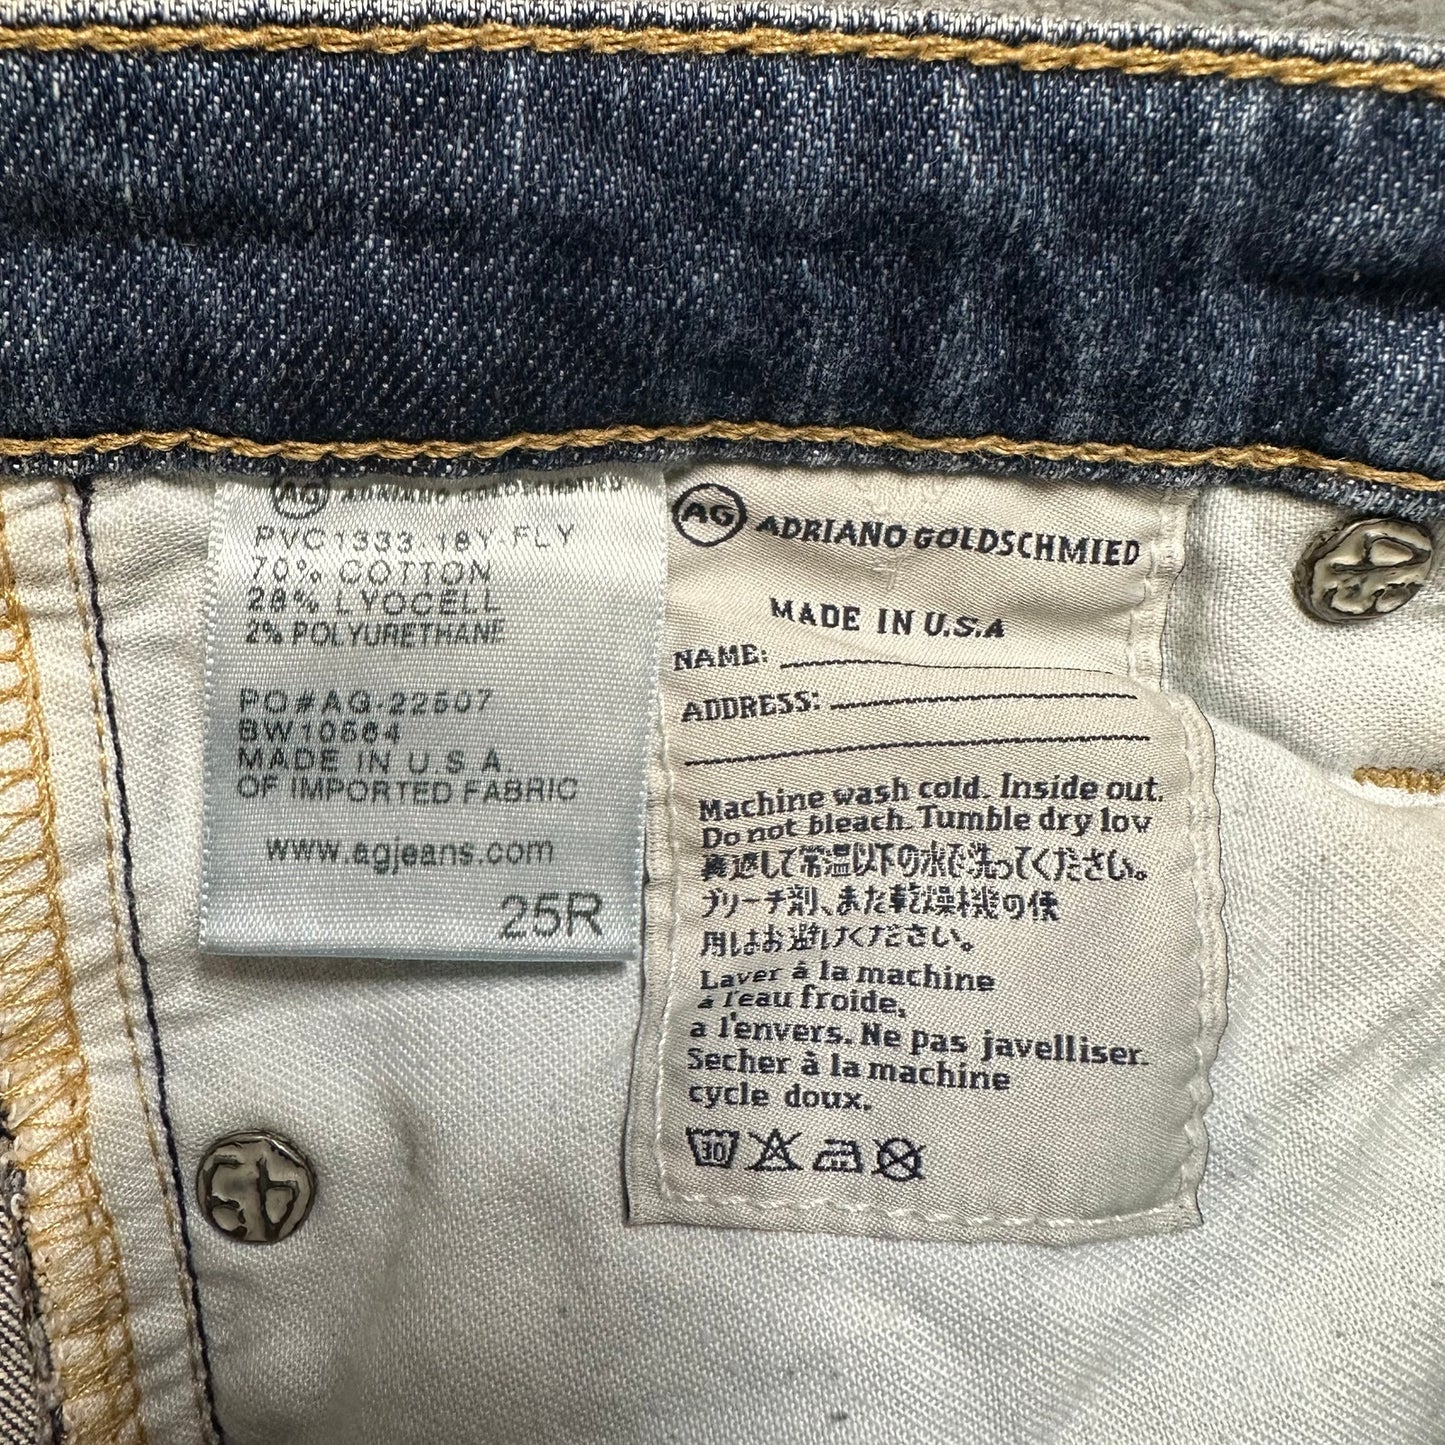 AG ADRIANO GOLDSCHMIED
PVC1333.18Y-FLY
70% COTTON
28% LYOCELL
2% POLYURETHANE
PO#AG-22507
BW10564
MADE IN U.S.A.
OF IMPORTED FABRIC
www.agjeans.com
25R
AG ADRIANO GOLDSCHMIED
MADE IN U.S.A
NAME:
ADDRESS:
Machine wash cold. Inside out.
Do not bleach. Tumble dry low
裏返して常温以下の水で洗ってください。
ブリーチ剤、また乾燥機の使
用はお避けください。
Laver à la machine
à l'eau froide,
a l'envers. Ne pas javelliser.
Secher à la machine
cycle doux.
30